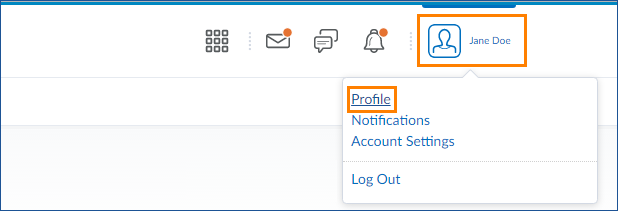 Jane Doe
Profile
Notifications
Account Settings
Log Out